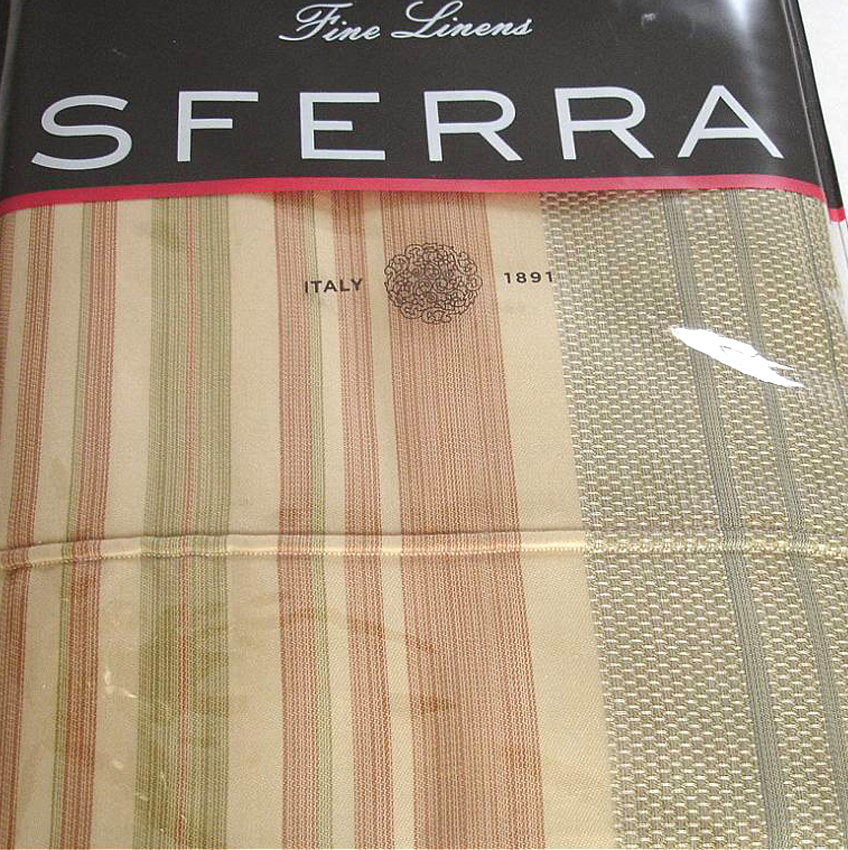 Fine Linens
SFERRA
ITALY 1891